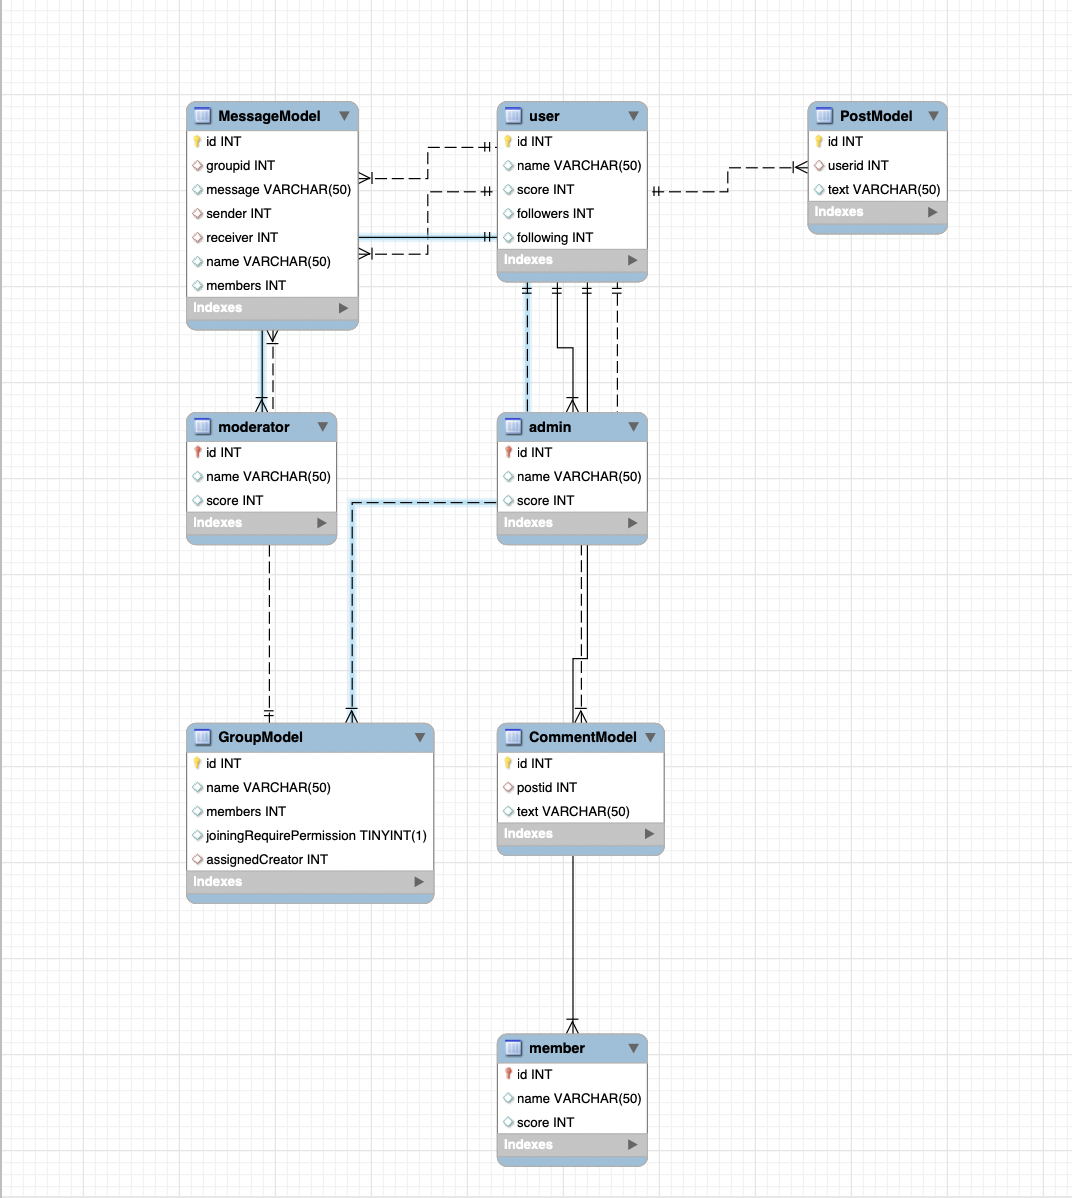 MessageModel
id INT
groupid INT
message VARCHAR(50)
sender INT
receiver INT
name VARCHAR(50)
members INT
Indexes
user
id INT
name VARCHAR(50)
score INT
followers INT
following INT
Indexes
PostModel
id INT
userid INT
text VARCHAR(50)
Indexes
moderator
id INT
name VARCHAR(50)
score INT
Indexes
admin
id INT
name VARCHAR(50)
score INT
Indexes
GroupModel
id INT
name VARCHAR(50)
members INT
joiningRequirePermission TINYINT(1)
assignedCreator INT
Indexes
CommentModel
id INT
postid INT
text VARCHAR(50)
Indexes
member
id INT
name VARCHAR(50)
score INT
Indexes